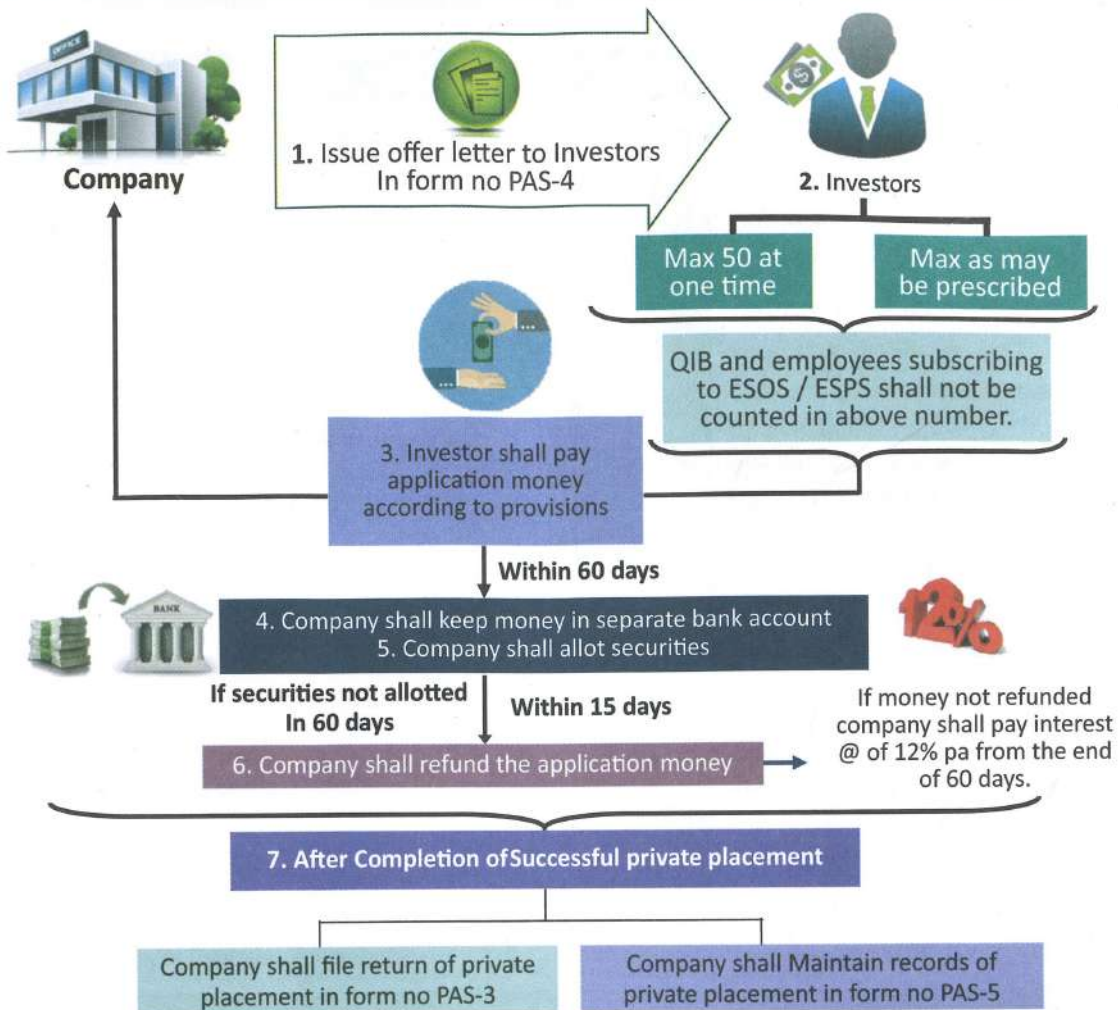 OFFICE
Company
1. Issue offer letter to Investors
In form no PAS-4
2. Investors
Max 50 at
one time
Max as may
be prescribed
QIB and employees subscribing
to ESOS / ESPS shall not be
counted in above number.
3. Investor shall pay
application money
according to provisions
Within 60 days
BANK
4. Company shall keep money in separate bank account
5. Company shall allot securities
12%
If securities not allotted
In 60 days
Within 15 days
If money not refunded
company shall pay interest
@ of 12% pa from the end
of 60 days.
6. Company shall refund the application money
7. After Completion of Successful private placement
Company shall file return of private
placement in form no PAS-3
Company shall Maintain records of
private placement in form no PAS-5